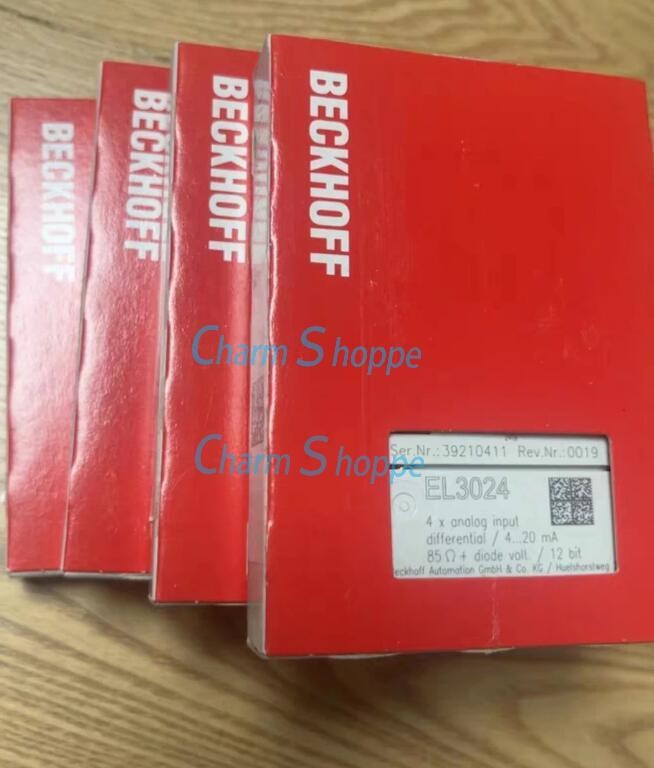 BECKHOFF
BECKHOFF
BECKHOFF
BECKHOFF
Charm Shoppe
Charm Shoppe
Ser.Nr.: 39210411 Rev.Nr.:0019
EL3024
4 x analog input
differential / 4...20 mA
85 Ω + diode volt. / 12 bit
eckhoff Automation GmbH & Co. KG / Huelshorstweg